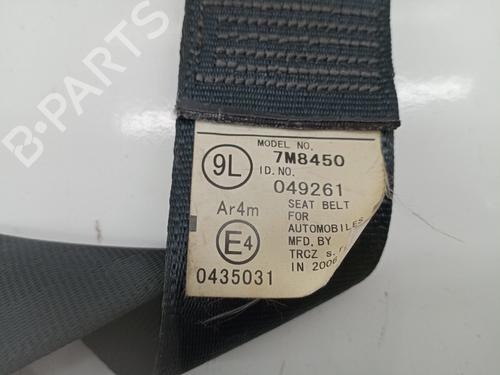 MODEL NO.
7M8450
9L
ID.NO.
049261
Ar4m
SEAT BELT
FOR
AUTOMOBILES
E4
MFD. BY
TRCZ
0435031
IN
B-PARTS